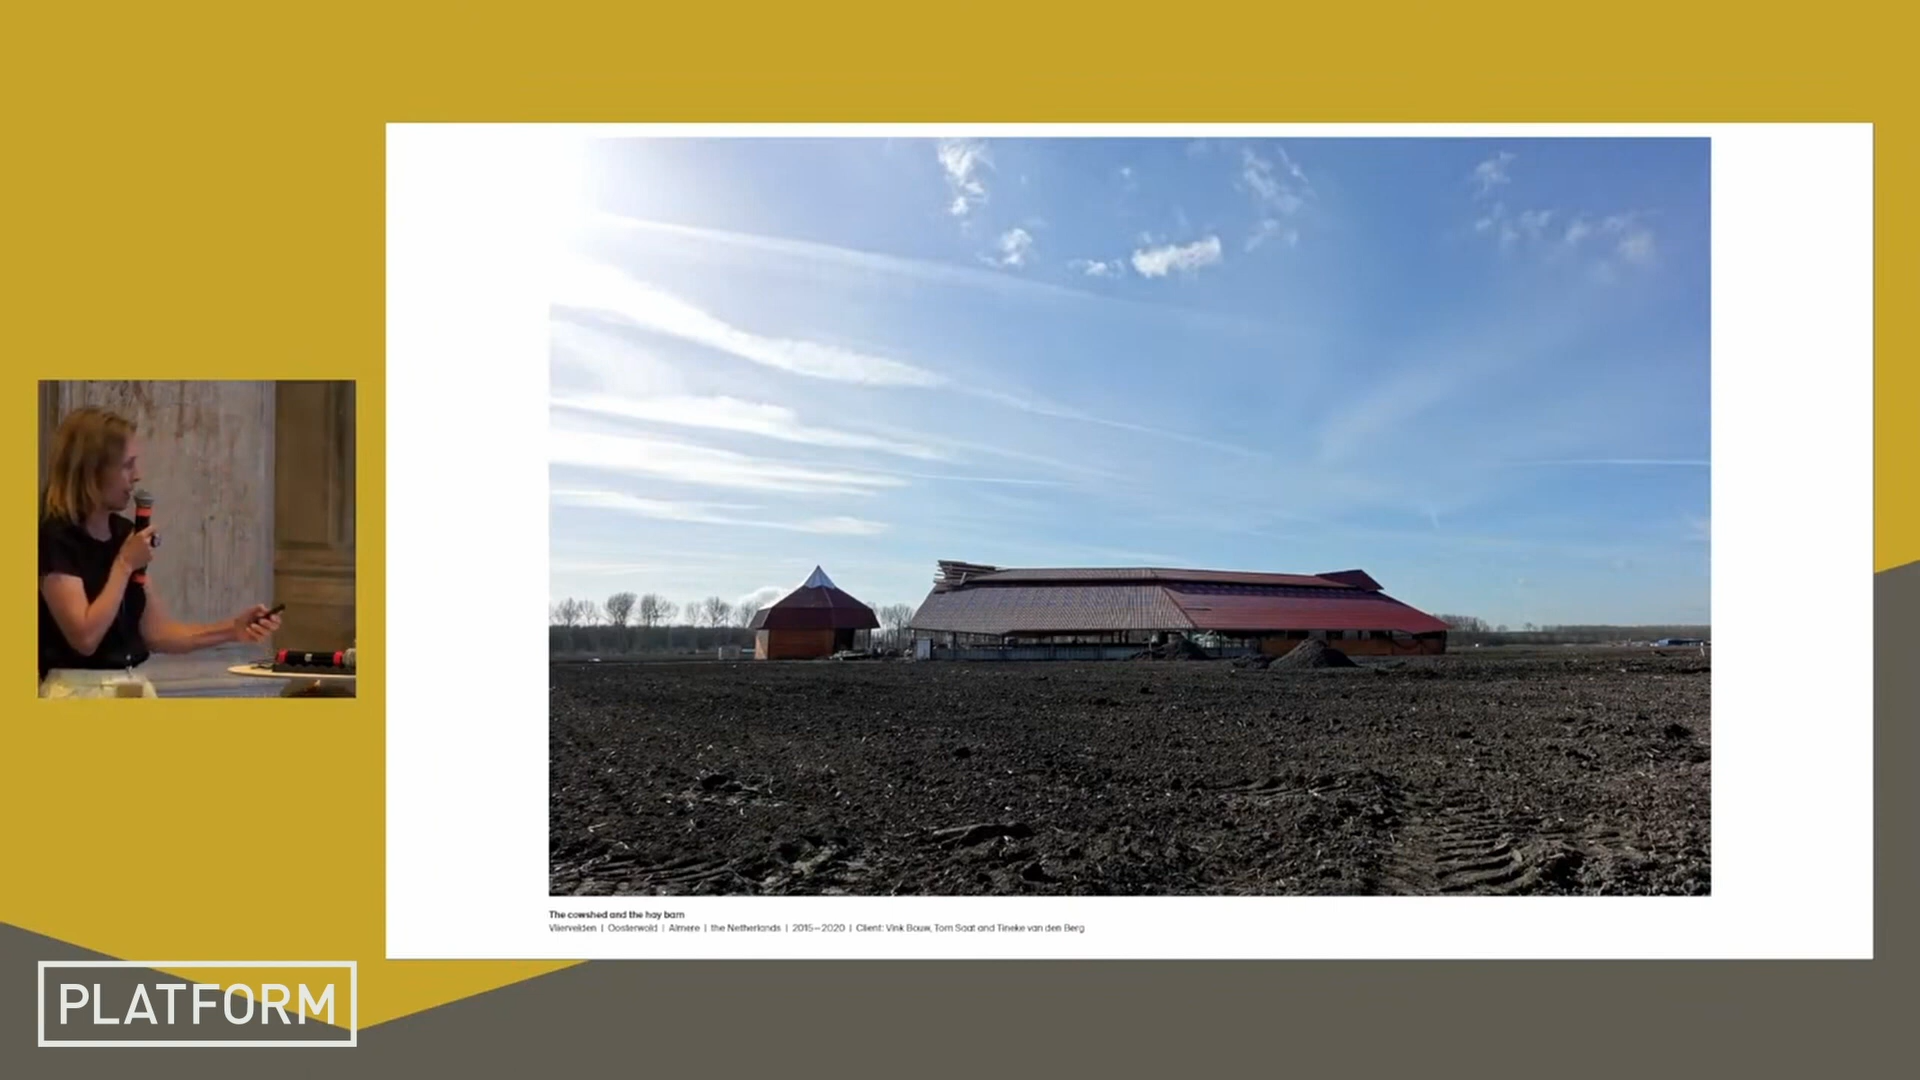 The cowshed and the hay barn
Vliervelden | Oosterwold | Almere | the Netherlands | 2015–2020 | Client: Vink Bouw, Tom Saat and Tineke van den Berg
PLATFORM